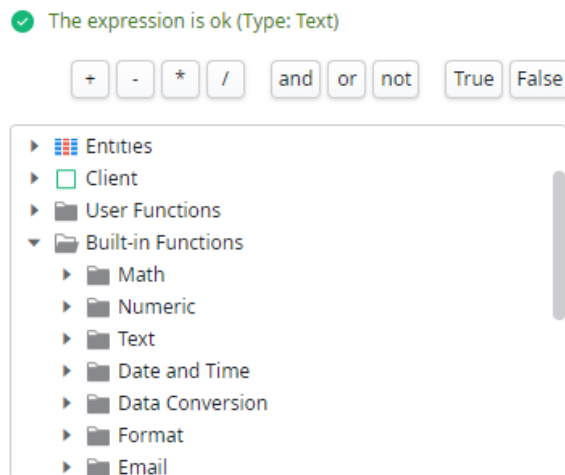 The expression is ok (Type: Text)
+ - * / and or not True False
Entities
Client
User Functions
Built-in Functions
Math
Numeric
Text
Date and Time
Data Conversion
Format
Email